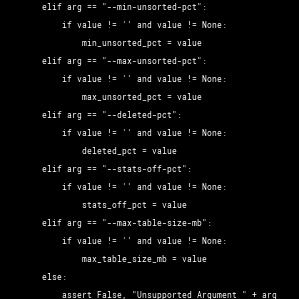 elif arg == "--min-unsorted-pct":
if value != '' and value != None:
min_unsorted_pct = value
elif arg == "--max-unsorted-pct":
if value != '' and value != None:
max_unsorted_pct = value
elif arg == "--deleted-pct":
if value != '' and value != None:
deleted_pct = value
elif arg == "--stats-off-pct":
if value != '' and value != None:
stats_off_pct = value
elif arg == "--max-table-size-mb":
if value != '' and value != None:
max_table_size_mb = value
else:
assert False, "Unsupported Argument " + arg